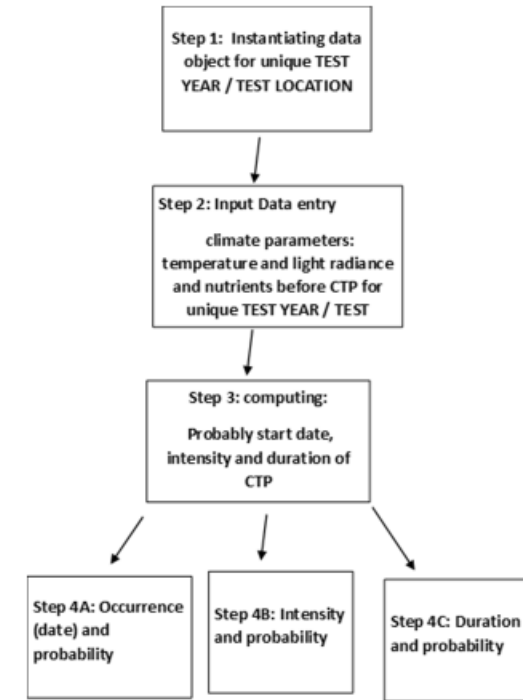 Step 1:  Instantiating data
object for unique TEST
YEAR / TEST LOCATION
Step 2: Input Data entry
climate parameters:
temperature and light radiance
and nutrients before CTP for
unique TEST YEAR / TEST
Step 3: computing:
Probably start date,
intensity and duration of
CTP
Step 4A: Occurrence
(date) and
probability
Step 4B: Intensity
and probability
Step 4C: Duration
and probability